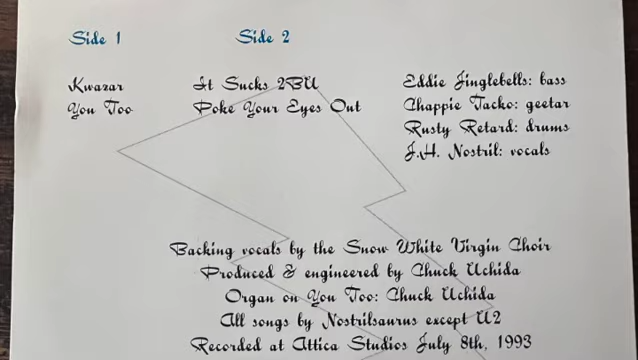 Side 1
Side 2
Kwazar
You Too
It Sucks 2BU
Poke Your Eyes Out
Eddie Jinglebells: bass
Chappie Tacko: geetar
Rusty Retard: drums
J.H. Nostril: vocals
Backing vocals by the Snow White Virgin Choir
Produced & engineered by Chuck Uchida
Organ on You Too: Chuck Uchida
All songs by Nostrilsaurus except U2
Recorded at Attica Studios July 8th, 1993